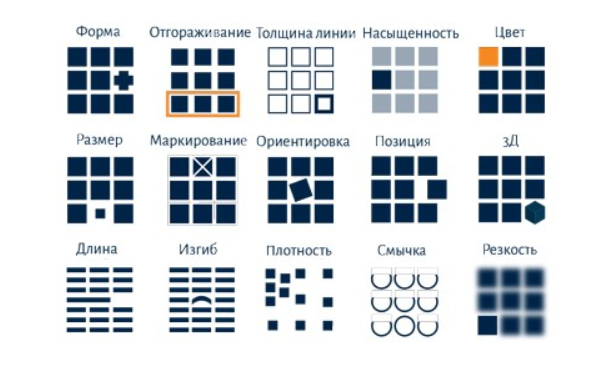 Форма
Отгораживание
Толщина линии
Насыщенность
Цвет
Размер
Маркирование
Ориентировка
Позиция
3Д
Длина
Изгиб
Плотность
Смычка
Резкость